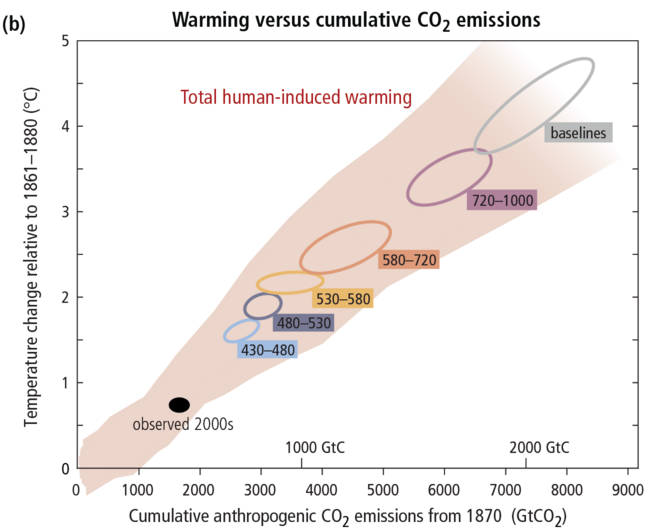 (b)
Warming versus cumulative CO₂ emissions
Temperature change relative to 1861–1880 (°C)
5
4
3
2
1
0
Total human-induced warming
baselines
720–1000
580–720
530–580
480–530
430–480
observed 2000s
1000 GtC
2000 GtC
0 1000 2000 3000 4000 5000 6000 7000 8000 9000
Cumulative anthropogenic CO₂ emissions from 1870 (GtCO₂)